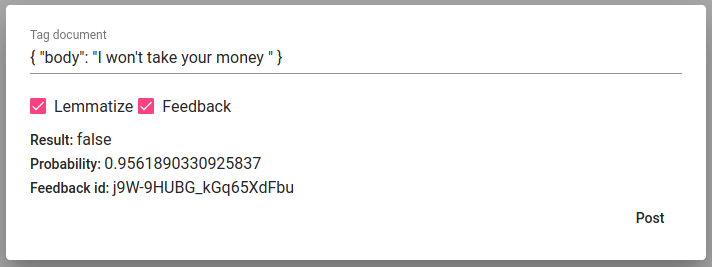 Tag document
{ "body": "I won't take your money " }
Lemmatize Feedback
Result: false
Probability: 0.9561890330925837
Feedback id: j9W-9HUBG_kGq65XdFbu
Post